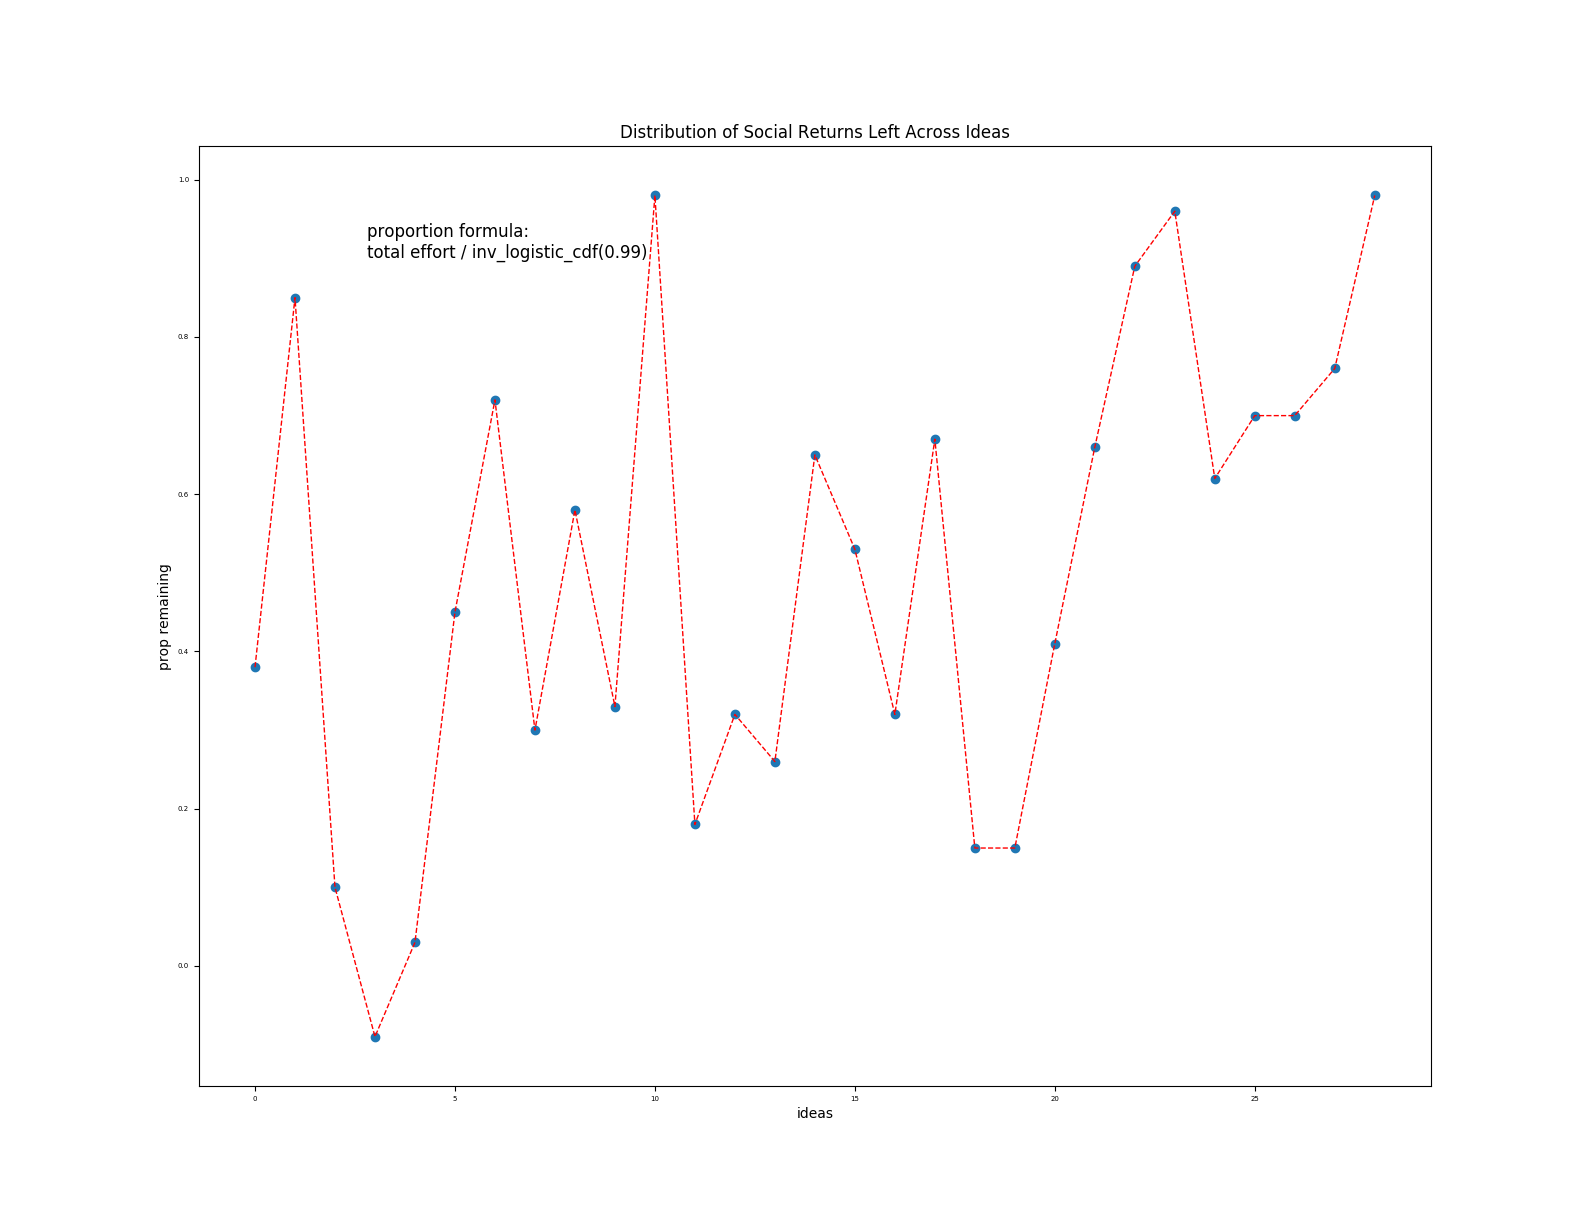 Distribution of Social Returns Left Across Ideas
1.0
proportion formula:
total effort / inv_logistic_cdf(0.99)
0.8
0.6
prop remaining
0.4
0.2
0.0
0 5 10 15 20 25
ideas